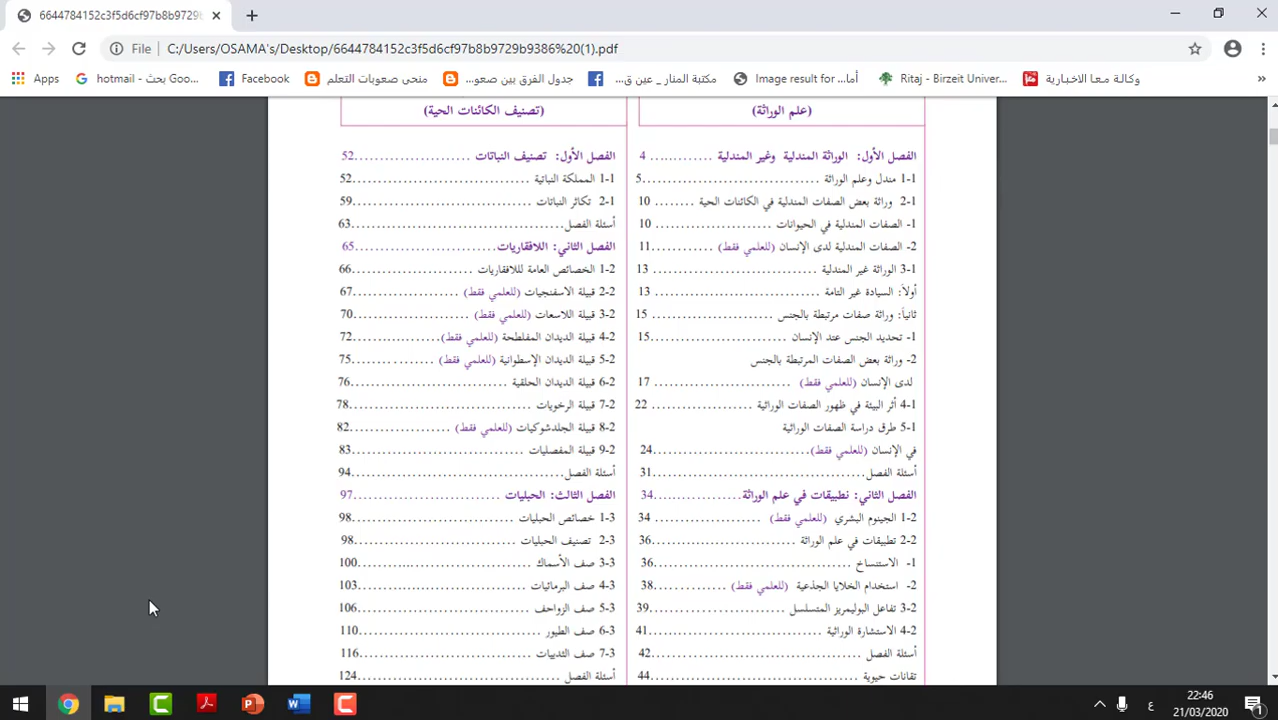 6644784152c3f5d6cf97b8b9729b
File C:/Users/OSAMA's/Desktop/6644784152c3f5d6cf97b8b9729b9386%20(1).pdf
Apps
hotmail - بحث Goo...
Facebook
منحى صعوبات التعلم
جدول الفرق بين صعو...
مكتبة المنار _ عين ق...
Image result for أما...
Ritaj - Birzeit Univer...
وكالة معا الاخبارية
»
(علم الوراثة)
الفصل الأول: الوراثة المندلية وغير المندلية ............ 4
1-1 مندل وعلم الوراثة ................................ 5
2-1 وراثة بعض الصفات المندلية في الكائنات الحية ........ 10
1- الصفات المندلية في الحيوانات ........................ 10
2- الصفات المندلية لدى الإنسان (للعلمي فقط) ............ 11
3-1 الوراثة غير المندلية ................................ 13
أولاً: السيادة غير التامة ................................ 13
ثانياً: وراثة صفات مرتبطة بالجنس ........................ 15
1- تحديد الجنس عند الإنسان ........................ 15
2- وراثة بعض الصفات المرتبطة بالجنس
لدى الإنسان (للعلمي فقط) ........................ 17
4-1 أثر البيئة في ظهور الصفات الوراثية ................ 22
5-1 طرق دراسة الصفات الوراثية
في الإنسان (للعلمي فقط) ........................ 24
أسئلة الفصل ........................................ 31
الفصل الثاني: تطبيقات في علم الوراثة ................ 34
1-2 الجينوم البشري (للعلمي فقط) .................... 34
2-2 تطبيقات في علم الوراثة ............................ 36
1- الاستنساخ ........................................ 36
2- استخدام الخلايا الجذعية (للعلمي فقط) ............ 38
3-2 تفاعل البوليمريز المتسلسل ........................ 39
4-2 الاستشارة الوراثية ................................ 41
أسئلة الفصل ........................................ 42
تقانات حيوية ........................................ 44
(تصنيف الكائنات الحية)
الفصل الأول: تصنيف النباتات ........................ 52
1-1 المملكة النباتية ................................ 52
2-1 تكاثر النباتات ................................ 59
أسئلة الفصل ........................................ 63
الفصل الثاني: اللافقاريات ............................ 65
1-2 الخصائص العامة لللافقاريات ........................ 66
2-2 قبيلة الاسفنجيات (للعلمي فقط) .................... 67
3-2 قبيلة اللاسعات (للعلمي فقط) .................... 70
4-2 قبيلة الديدان المفلطحة (للعلمي فقط) ................ 72
5-2 قبيلة الديدان الإسطوانية (للعلمي فقط) ............ 75
6-2 قبيلة الديدان الحلقية ............................ 76
7-2 قبيلة الرخويات ................................ 78
8-2 قبيلة الجلدشوكيات (للعلمي فقط) .................... 82
9-2 قبيلة المفصليات ................................ 83
أسئلة الفصل ........................................ 94
الفصل الثالث: الحبليات ............................ 97
1-3 خصائص الحبليات ................................ 98
2-3 تصنيف الحبليات ................................ 98
3-3 صف الأسماك ................................ 100
4-3 صف البرمائيات ................................ 103
5-3 صف الزواحف ................................ 106
6-3 صف الطيور ................................ 110
7-3 صف الثدييات ................................ 116
أسئلة الفصل ........................................ 124
ع
22:46
21/03/2020
1